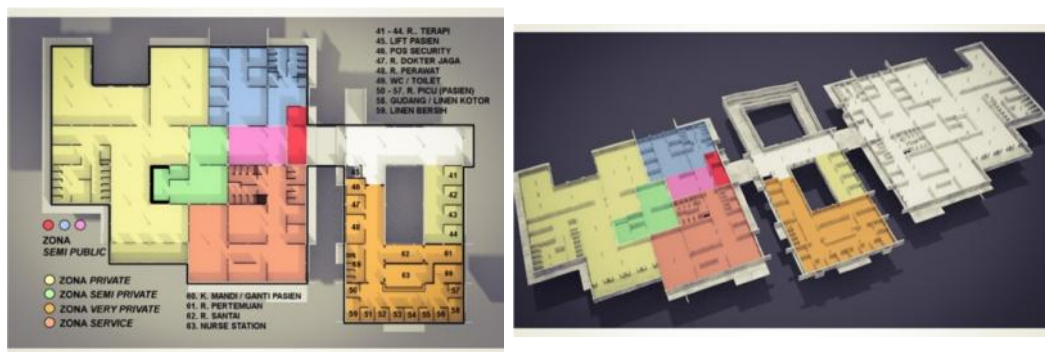 41 - 44. R.. TERAPI
45. LIFT PASIEN
46. POS SECURITY
47. R. DOKTER JAGA
48. R. PERAWAT
49. WC / TOILET
50 - 57. R. PICU (PASIEN)
58. GUDANG / LINEN KOTOR
59. LINEN BERSIH
45
46
47
48
41
42
43
44
62
61
63
57
50 51 52 53 54 55 56 58
ZONA
SEMI PUBLIC
ZONA PRIVATE
ZONA SEMI PRIVATE
ZONA VERY PRIVATE
ZONA SERVICE
60. K. MANDI / GANTI PASIEN
61. R. PERTEMUAN
62. R. SANTAI
63. NURSE STATION